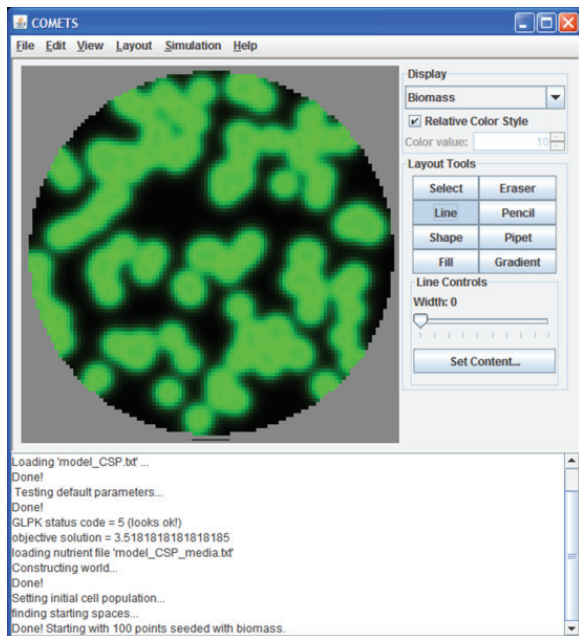 COMETS
File Edit View Layout Simulation Help
Display
Biomass
Relative Color Style
Color value: 10
Layout Tools
Select Eraser
Line Pencil
Shape Pipet
Fill Gradient
Line Controls
Width: 0
Set Content...
Loading 'model_CSP.txt' ...
Done!
Testing default parameters...
Done!
GLPK status code = 5 (looks ok!)
objective solution = 3.5181818181818185
loading nutrient file 'model_CSP_media.txt'
Constructing world...
Done!
Setting initial cell population...
finding starting spaces...
Done! Starting with 100 points seeded with biomass.